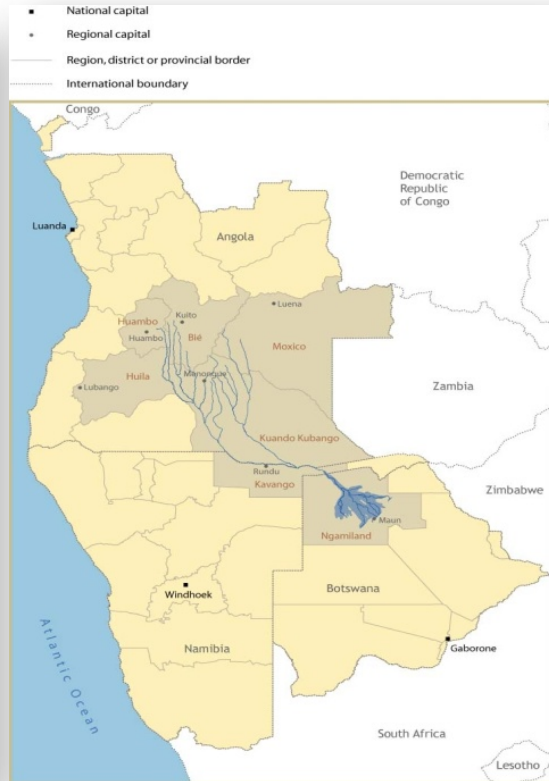 National capital
Regional capital
Region, district or provincial border
International boundary
Congo
Democratic
Republic
of Congo
Luanda
Angola
Luena
Kuito
Huambo
Bié
Huambo
Moxico
Huila
Menongue
Lubango
Zambia
Kuando Kubango
Rundu
Kavango
Zimbabwe
Maun
Ngamiland
Botswana
Windhoek
Atlantic Ocean
Namibia
Gaborone
South Africa
Lesotho